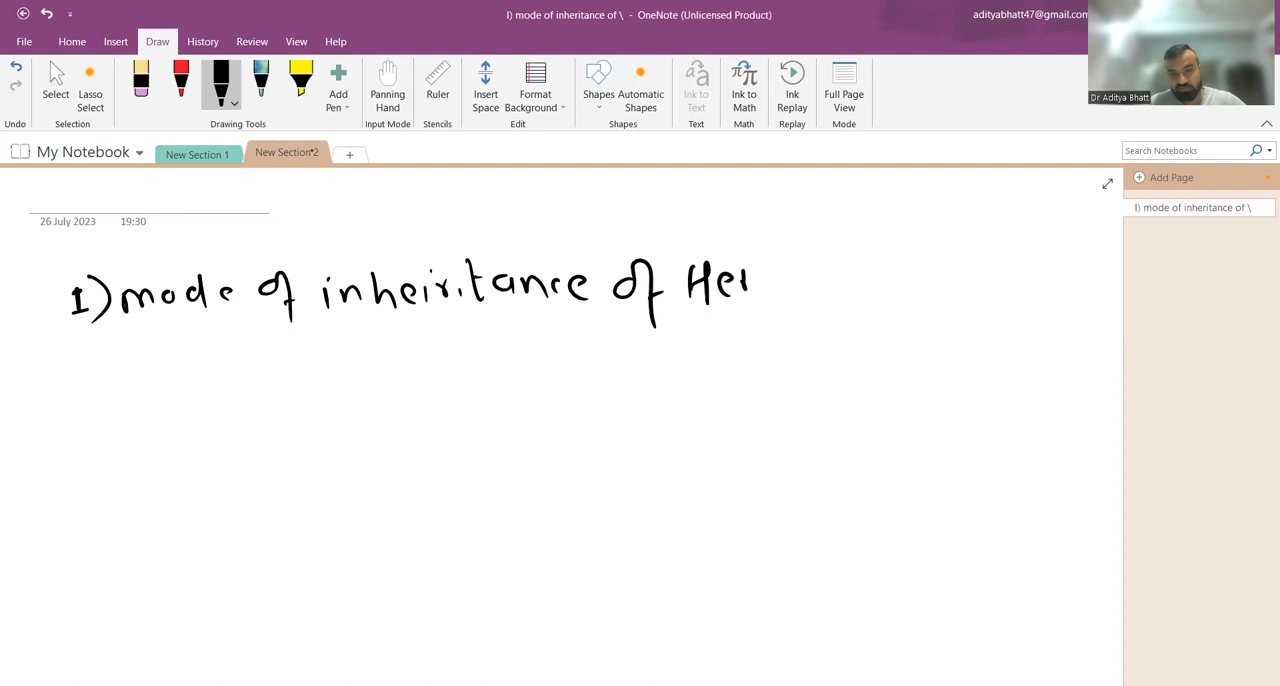 I) mode of inheritance of \ - OneNote (Unlicensed Product)
adityabhatt47@gmail.com
File Home Insert Draw History Review View Help
Select Lasso Select Add Pen Panning Hand Ruler Insert Space Format Background Shapes Automatic Shapes Ink to Text Ink to Math Ink Replay Full Page View
Undo Selection Drawing Tools Input Mode Stencils Edit Shapes Text Math Replay Mode
Dr Aditya Bhatt
My Notebook New Section 1 New Section 2 Search Notebooks
Add Page
I) mode of inheritance of \
26 July 2023 19:30
I) mode of inheiritance of Her